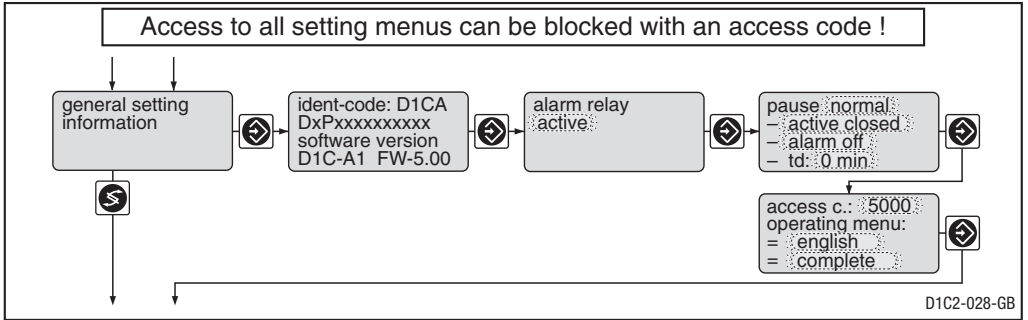 Access to all setting menus can be blocked with an access code !
general setting
information
ident-code: D1CA
DxPxxxxxxxxxx
software version
D1C-A1 FW-5.00
alarm relay
active
pause normal
– active closed
– alarm off
– td: 0 min
access c.: 5000
operating menu:
= english
= complete
D1C2-028-GB